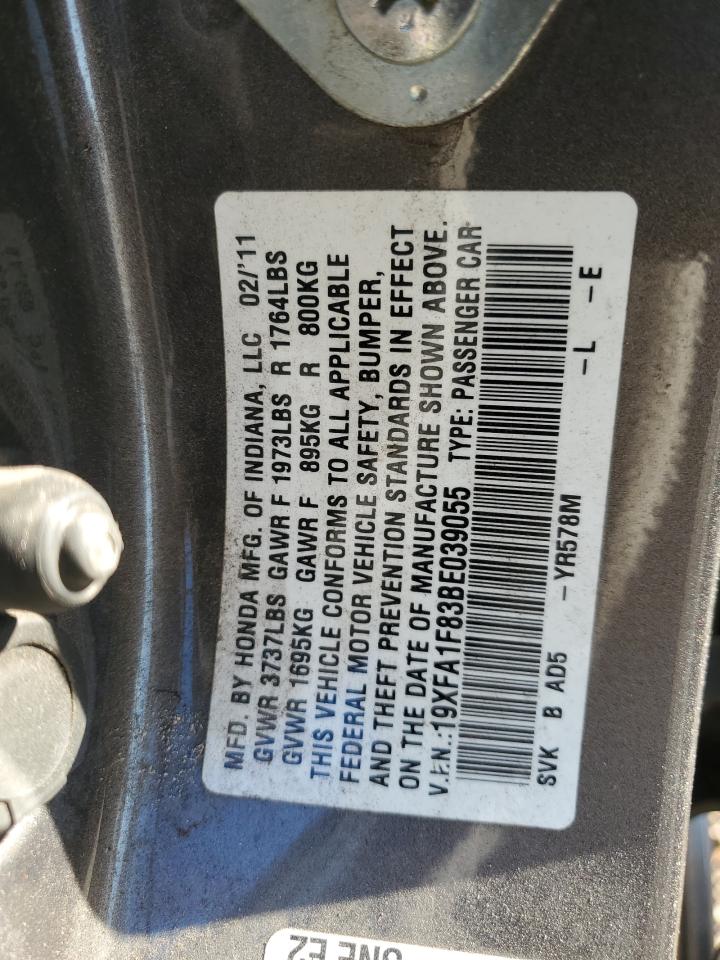 MFD. BY HONDA MFG. OF INDIANA, LLC 02/'11
GVWR 3737LBS GAWR F 1973LBS R 1764LBS
GVWR 1695KG GAWR F 895KG R 800KG
THIS VEHICLE CONFORMS TO ALL APPLICABLE
FEDERAL MOTOR VEHICLE SAFETY, BUMPER,
AND THEFT PREVENTION STANDARDS IN EFFECT
ON THE DATE OF MANUFACTURE SHOWN ABOVE.
V.I.N.:19XFA1F83BE039055 TYPE: PASSENGER CAR
SVK B AD5 -YR578M -L -E